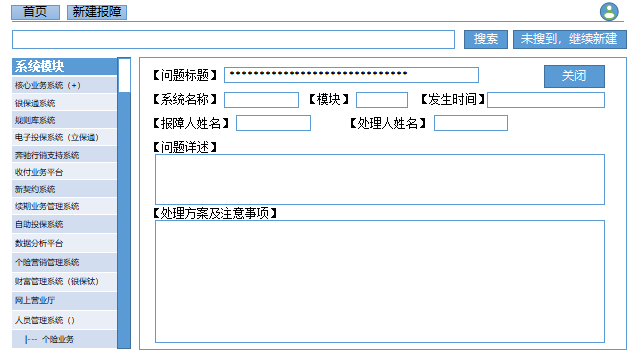 首页 新建报障
搜索 未搜到，继续新建
系统模块
核心业务系统（+）
银保通系统
规则库系统
电子投保系统（立保通）
奔驰行销支持系统
收付业务平台
新契约系统
续期业务管理系统
自助投保系统
数据分析平台
个险营销管理系统
财富管理系统（银保钛）
网上营业厅
人员管理系统（）
|--- 个险业务
【问题标题】 ****************************** 关闭
【系统名称】 【模块】 【发生时间】
【报障人姓名】 【处理人姓名】
【问题详述】
【处理方案及注意事项】